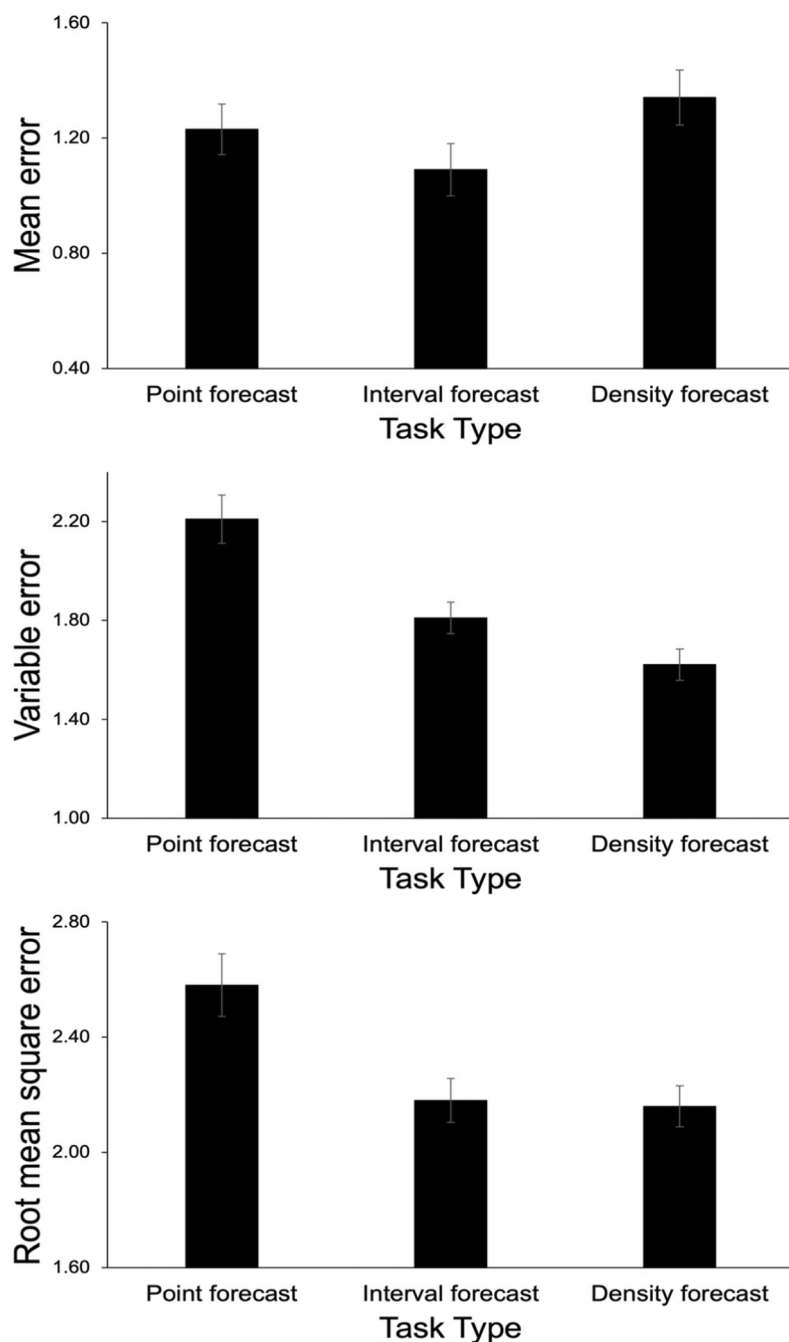 Mean error
1.60
1.20
0.80
0.40
Point forecast Interval forecast Density forecast
Task Type
Variable error
2.20
1.80
1.40
1.00
Point forecast Interval forecast Density forecast
Task Type
Root mean square error
2.80
2.40
2.00
1.60
Point forecast Interval forecast Density forecast
Task Type